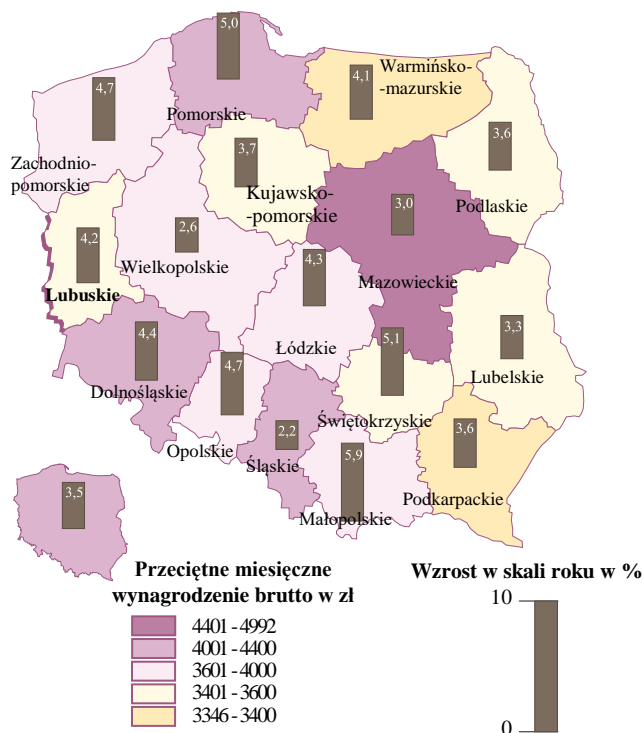 5,0
4,7
Pomorskie
4,1
Warmińsko-
-mazurskie
Zachodnio-
pomorskie
3,7
Kujawsko-
-pomorskie
3,6
Podlaskie
4,2
Lubuskie
2,6
Wielkopolskie
3,0
Mazowieckie
4,3
Łódzkie
4,4
Dolnośląskie
4,7
Opolskie
5,1
Świętokrzyskie
3,3
Lubelskie
2,2
Śląskie
5,9
Małopolskie
3,6
Podkarpackie
3,5
Przeciętne miesięczne
wynagrodzenie brutto w zł
4401 - 4992
4001 - 4400
3601 - 4000
3401 - 3600
3346 - 3400
Wzrost w skali roku w %
10
0